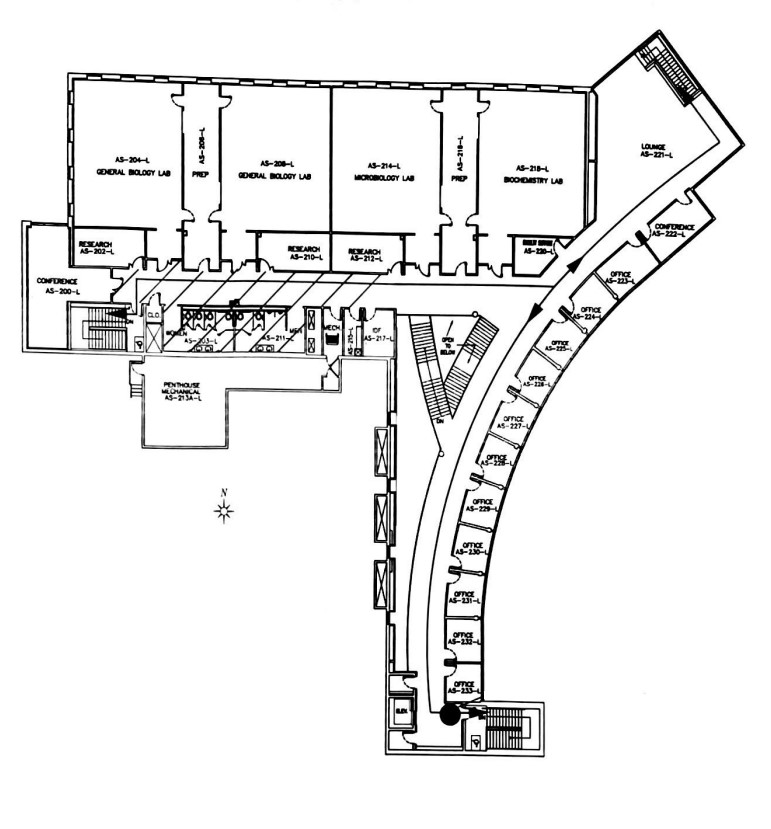 AS-204-L
GENERAL BIOLOGY LAB
AS-206-L
PREP
AS-208-L
GENERAL BIOLOGY LAB
AS-214-L
MICROBIOLOGY LAB
AS-216-L
PREP
AS-218-L
BIOCHEMISTRY LAB
LOUNGE
AS-221-L
RESEARCH
AS-202-L
RESEARCH
AS-210-L
RESEARCH
AS-212-L
AS-220-L
CONFERENCE
AS-222-L
CONFERENCE
AS-200-L
DN
WOMEN
AS-203-L
MEN
AS-211-L
MECH
AS-215-L
IDF
AS-217-L
OPEN
TO
BELOW
DN
PENTHOUSE
MECHANICAL
AS-213A-L
OFFICE
AS-223-L
OFFICE
AS-224-L
OFFICE
AS-225-L
OFFICE
AS-226-L
OFFICE
AS-227-L
OFFICE
AS-228-L
OFFICE
AS-229-L
OFFICE
AS-230-L
OFFICE
AS-231-L
OFFICE
AS-232-L
OFFICE
AS-233-L
N
ELEV.
DN